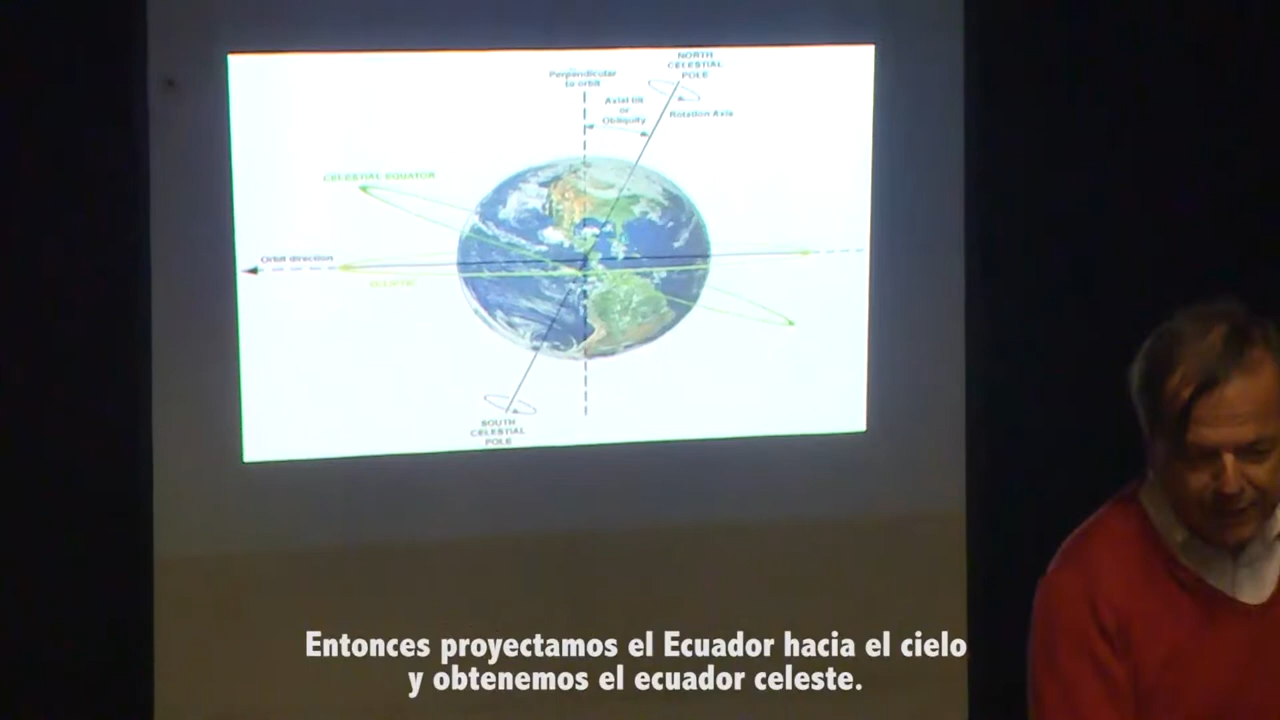 NORTH
CELESTIAL
POLE
Perpendicular
to orbit
Axial tilt
or
Obliquity
Rotation Axis
CELESTIAL EQUATOR
Orbit direction
ECLIPTIC
SOUTH
CELESTIAL
POLE
Entonces proyectamos el Ecuador hacia el cielo
y obtenemos el ecuador celeste.